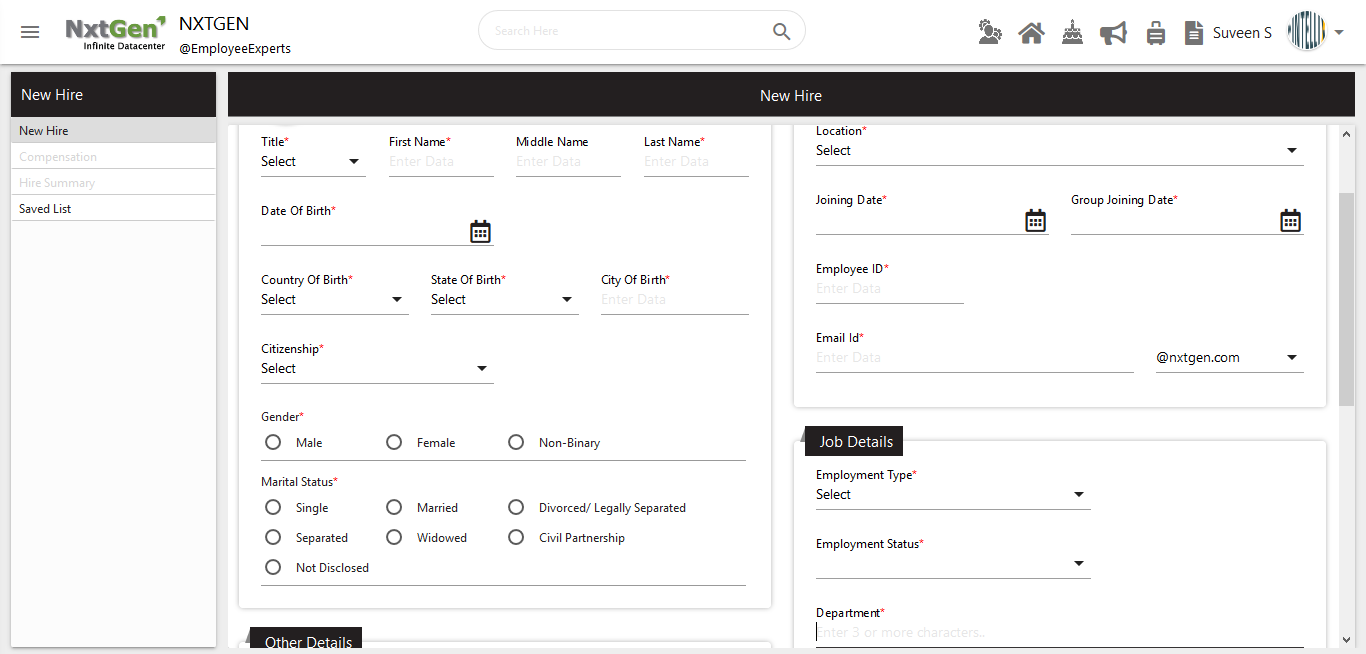 NxtGen
Infinite Datacenter
NXTGEN
@EmployeeExperts
Search Here
Suveen S
INTELLI
New Hire
New Hire
Compensation
Hire Summary
Saved List
New Hire
Title*
Select
First Name*
Enter Data
Middle Name
Enter Data
Last Name*
Enter Data
Date Of Birth*
Country Of Birth*
Select
State Of Birth*
Select
City Of Birth*
Enter Data
Citizenship*
Select
Gender*
Male Female Non-Binary
Marital Status*
Single Married Divorced/ Legally Separated
Separated Widowed Civil Partnership
Not Disclosed
Other Details
Location*
Select
Joining Date*
Group Joining Date*
Employee ID*
Enter Data
Email Id*
Enter Data
@nxtgen.com
Job Details
Employment Type*
Select
Employment Status*
Department*
Enter 3 or more characters..